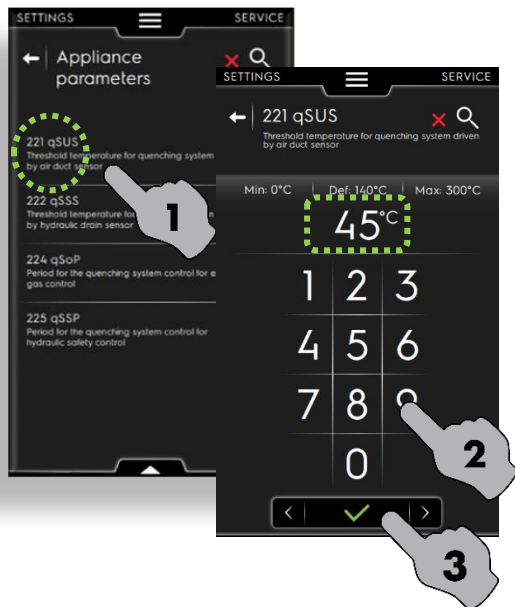 SETTINGS
SERVICE
Appliance
parameters
221 qSUS
Threshold temperature for quenching system
by air duct sensor
222 qSSS
Threshold temperature for
by hydraulic drain sensor
224 qSoP
Period for the quenching system control for
gas control
225 qSSP
Period for the quenching system control for
hydraulic safety control
1
SETTINGS
SERVICE
221 qSUS
Threshold temperature for quenching system driven
by air duct sensor
Min: 0°C | Def: 140°C | Max: 300°C
45°C
1 2 3
4 5 6
7 8 9
0
2
3